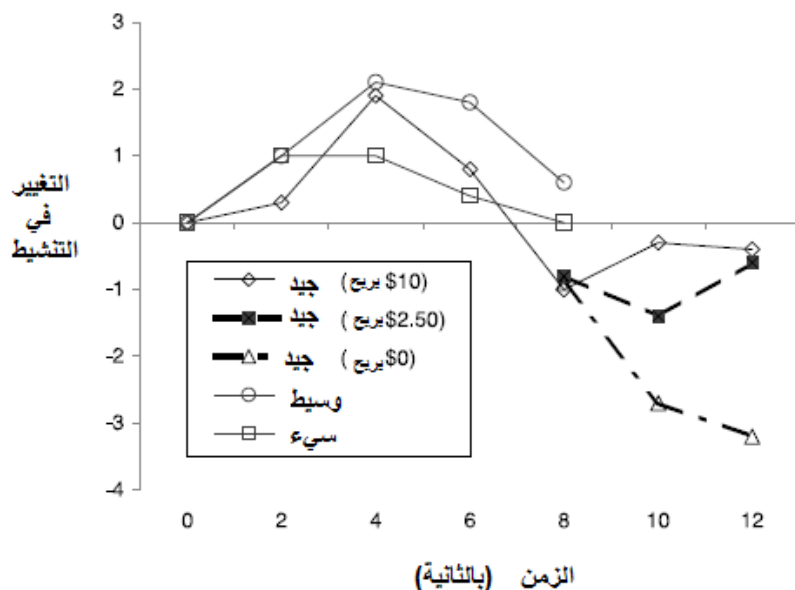 3
2
1
0
-1
-2
-3
-4
التغيير
في
التنشيط
جيد (يربح $10)
جيد (يربح $2.50)
جيد (يربح $0)
وسيط
سيء
0 2 4 6 8 10 12
الزمن (بالثانية)